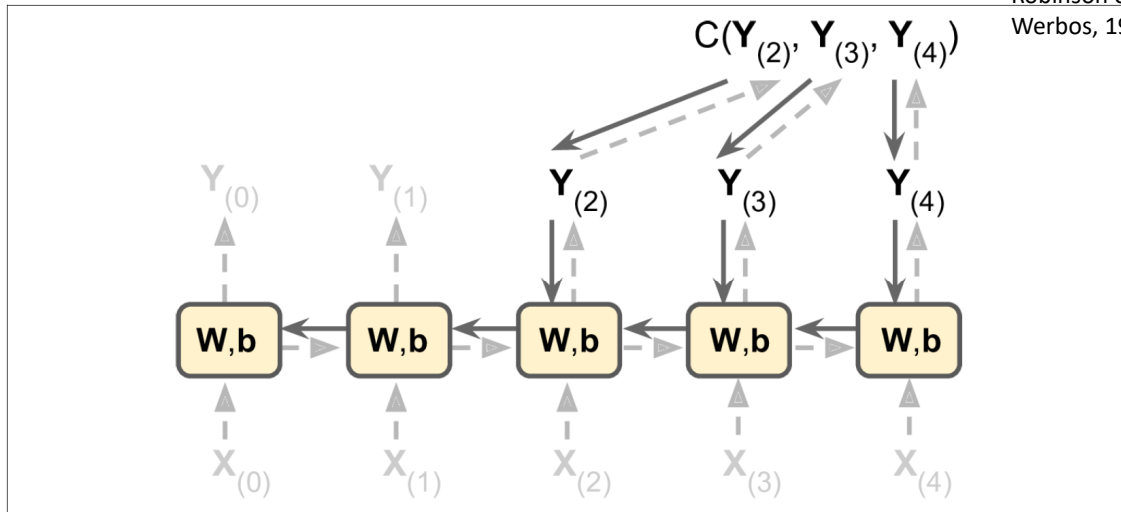 Werbos, 19
C(Y(2), Y(3), Y(4))
Y(0) Y(1) Y(2) Y(3) Y(4)
W,b W,b W,b W,b W,b
X(0) X(1) X(2) X(3) X(4)